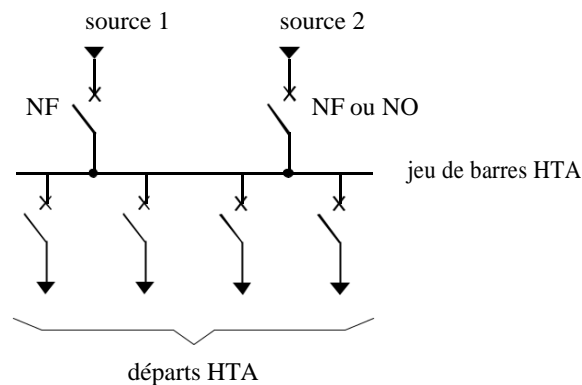 source 1
source 2
NF
NF ou NO
jeu de barres HTA
départs HTA